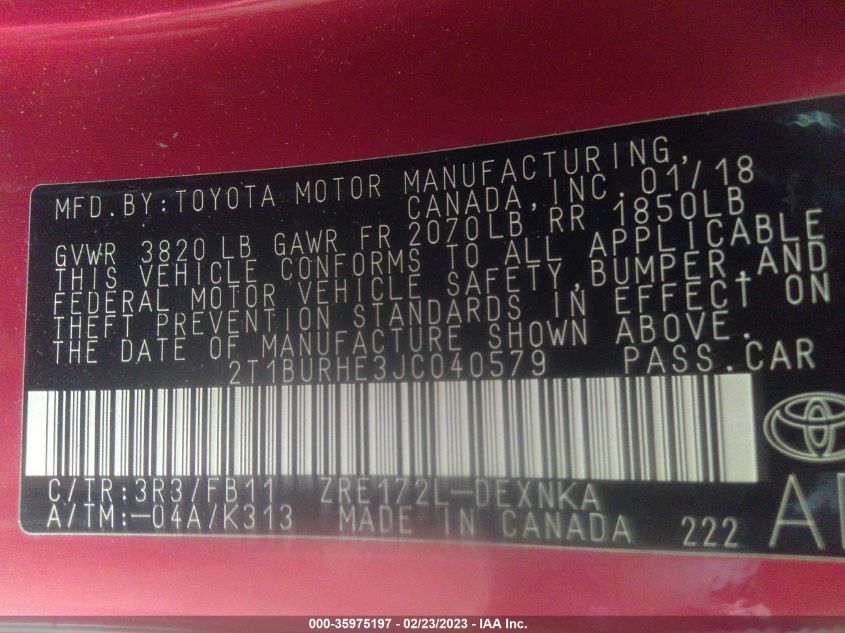 MFD.BY:TOYOTA MOTOR MANUFACTURING,
CANADA,INC. 01/18
GVWR 3820 LB GAWR FR 2070LB RR 1850LB
THIS VEHICLE CONFORMS TO ALL APPLICABLE
FEDERAL MOTOR VEHICLE SAFETY,BUMPER,AND
THEFT PREVENTION STANDARDS IN EFFECT ON
THE DATE OF MANUFACTURE SHOWN ABOVE.
2T1BURHE3JC040579 PASS.CAR
C/TR:3R3/FB11 ZRE172L-DEXNKA
A/TM:-04A/K313 MADE IN CANADA 222
000-35975197 - 02/23/2023 - IAA Inc.